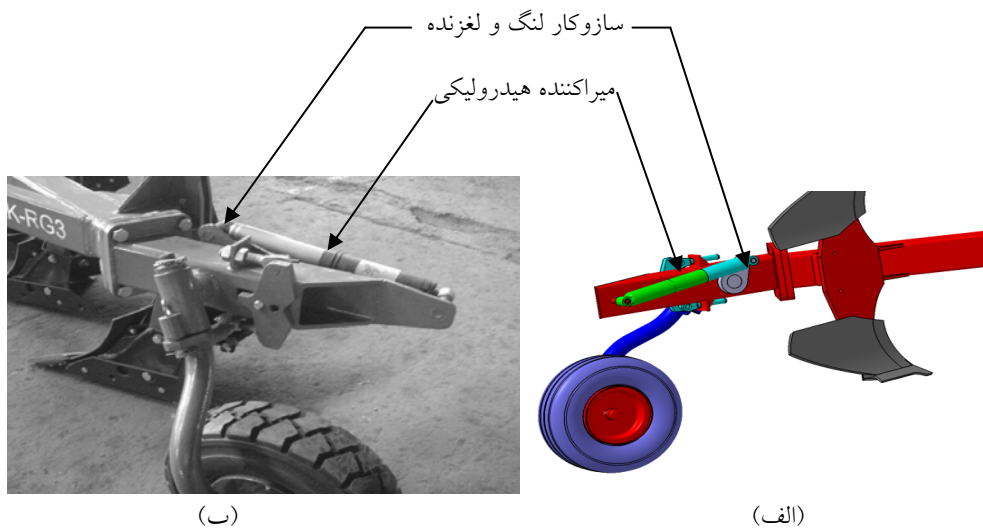 سازوکار لنگ و لغزنده
میراکننده هیدرولیکی
K-RG3
(الف)
(ب)